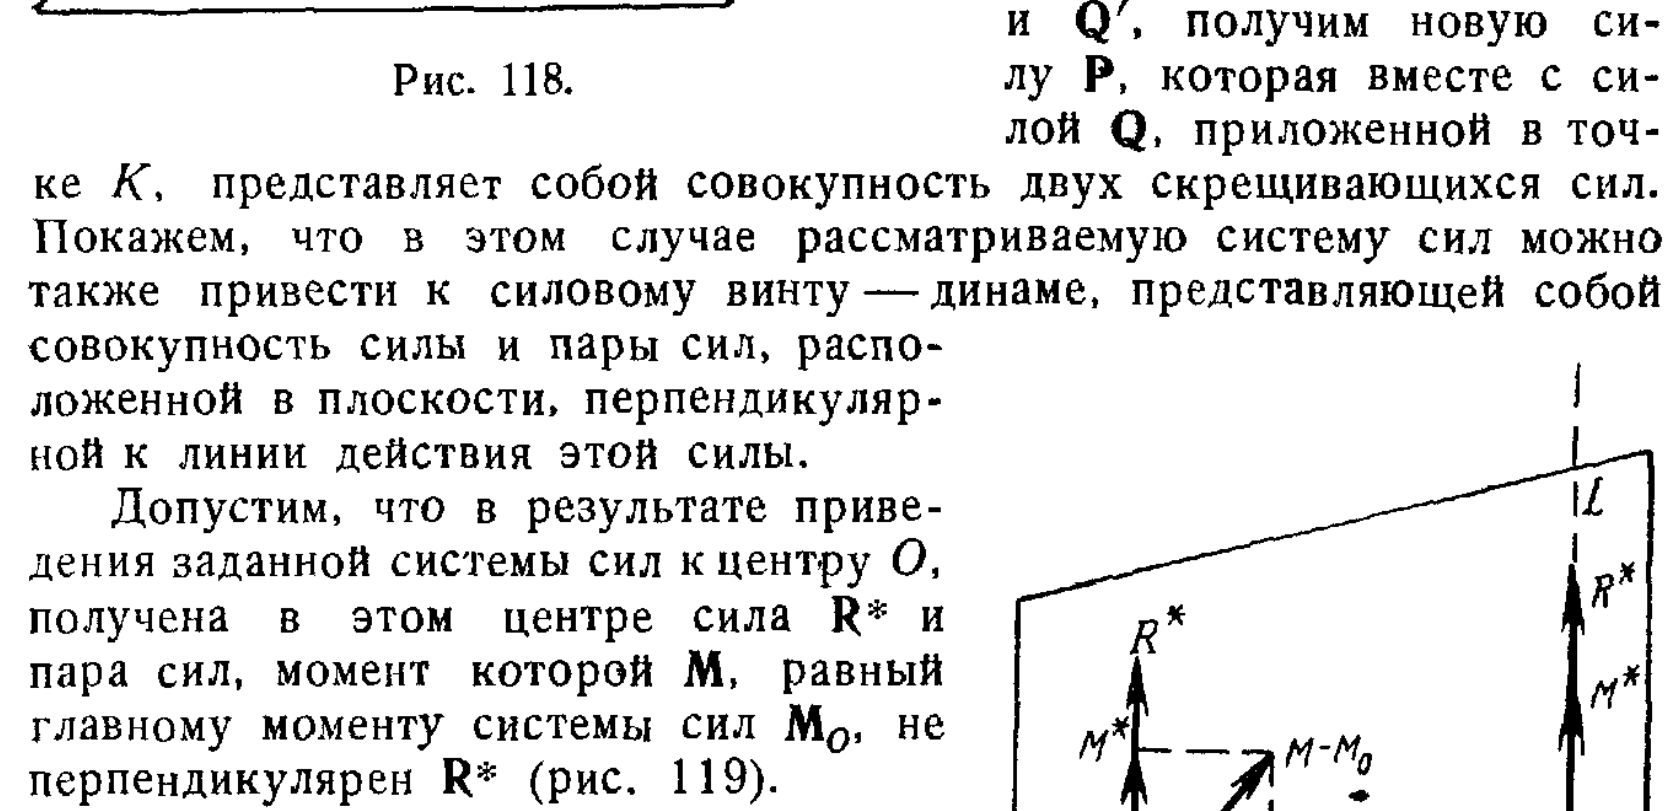 Рис. 118.
и Q′, получим новую си-
лу P, которая вместе с си-
лой Q, приложенной в точ-
ке K, представляет собой совокупность двух скрещивающихся сил.
Покажем, что в этом случае рассматриваемую систему сил можно
также привести к силовому винту — динаме, представляющей собой
совокупность силы и пары сил, распо-
ложенной в плоскости, перпендикуляр-
ной к линии действия этой силы.
Допустим, что в результате приве-
дения заданной системы сил к центру O,
получена в этом центре сила R* и
пара сил, момент которой M, равный
главному моменту системы сил M_O, не
перпендикулярен R* (рис. 119).
L
R*
R*
M*
M*
M-M_0